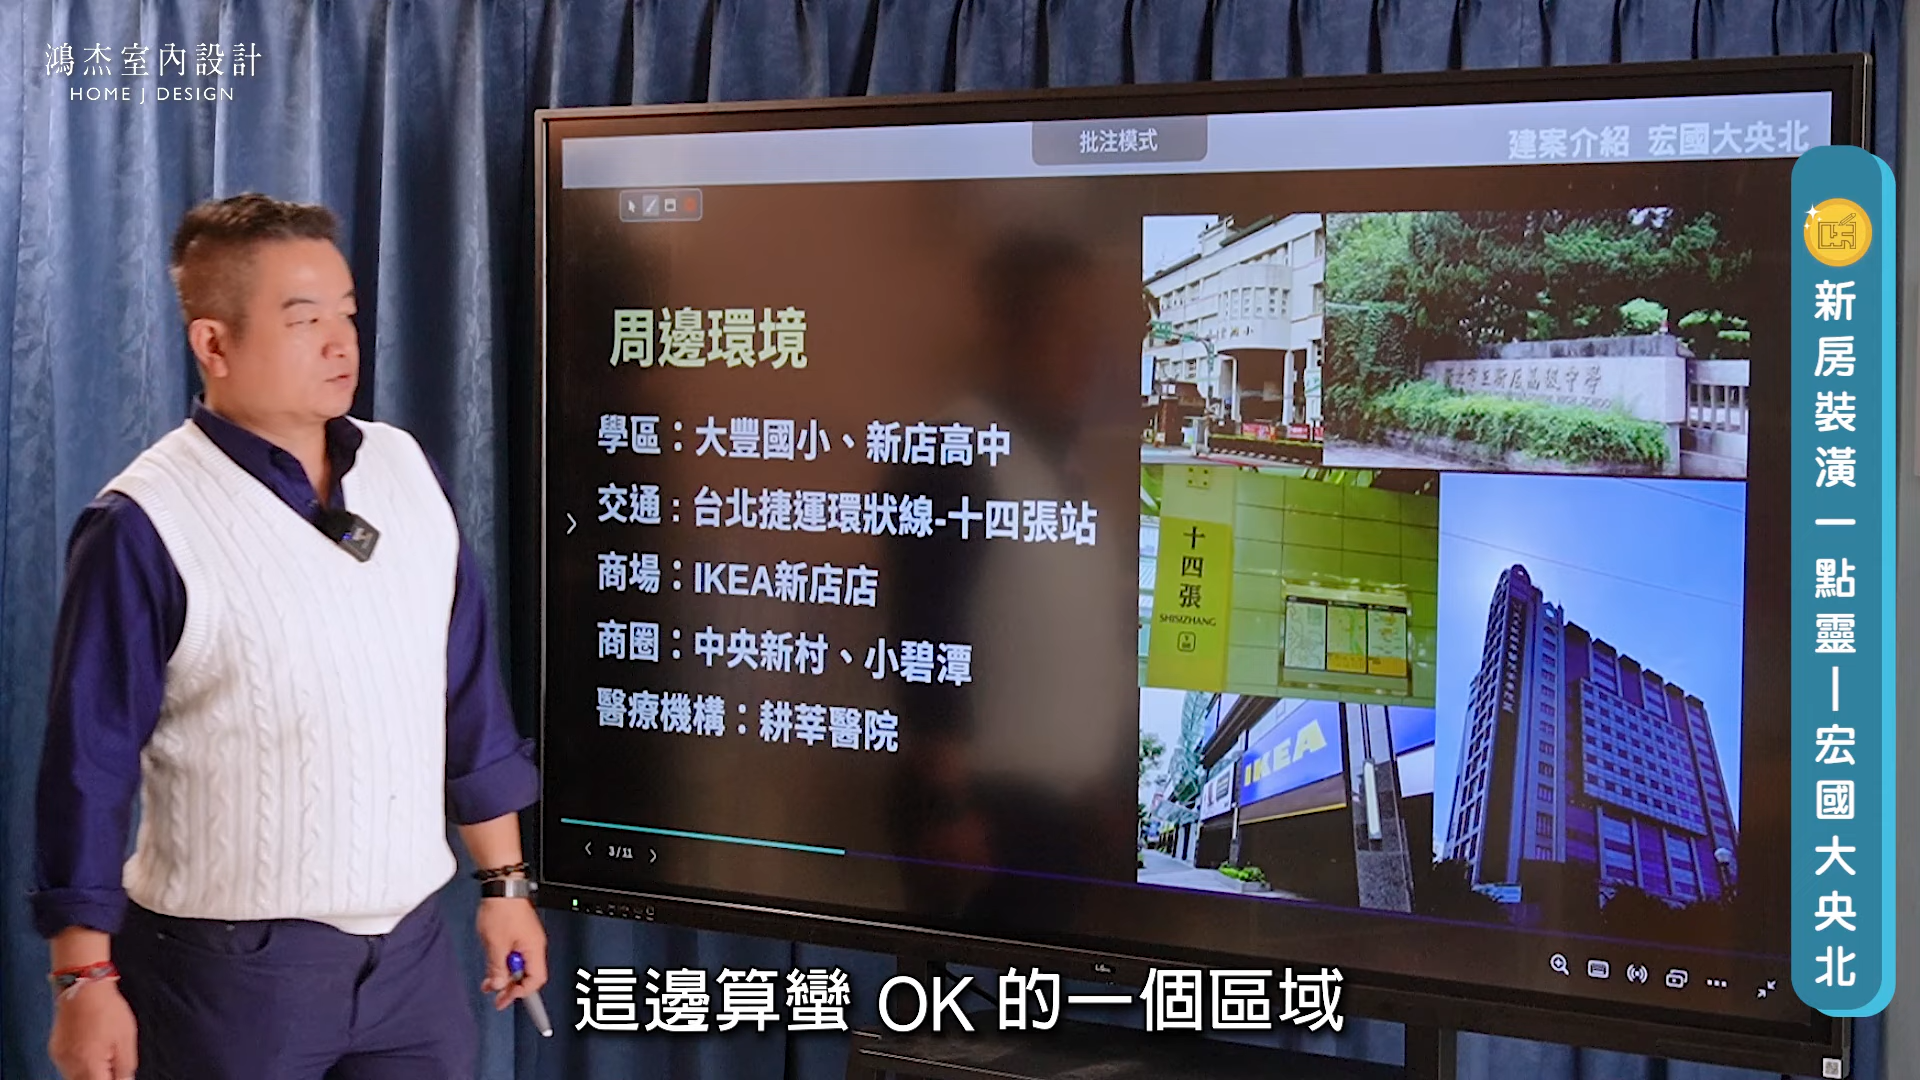 鴻杰室內設計
HOME J DESIGN
批注模式
建案介紹 宏國大央北
周邊環境
學區：大豐國小、新店高中
交通：台北捷運環狀線-十四張站
商場：IKEA新店店
商圈：中央新村、小碧潭
醫療機構：耕莘醫院
3/11
十四張
SHISIZHANG
IKEA
新房裝潢一點靈—宏國大央北
這邊算蠻 OK 的一個區域